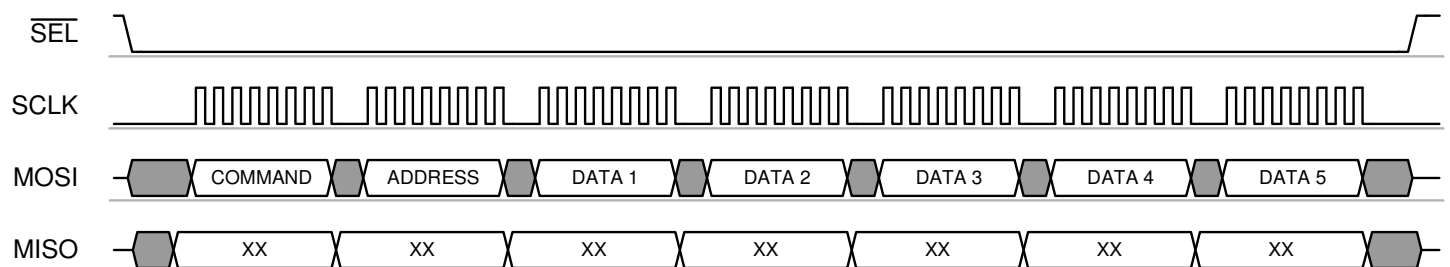 SEL
SCLK
MOSI COMMAND ADDRESS DATA 1 DATA 2 DATA 3 DATA 4 DATA 5
MISO XX XX XX XX XX XX XX